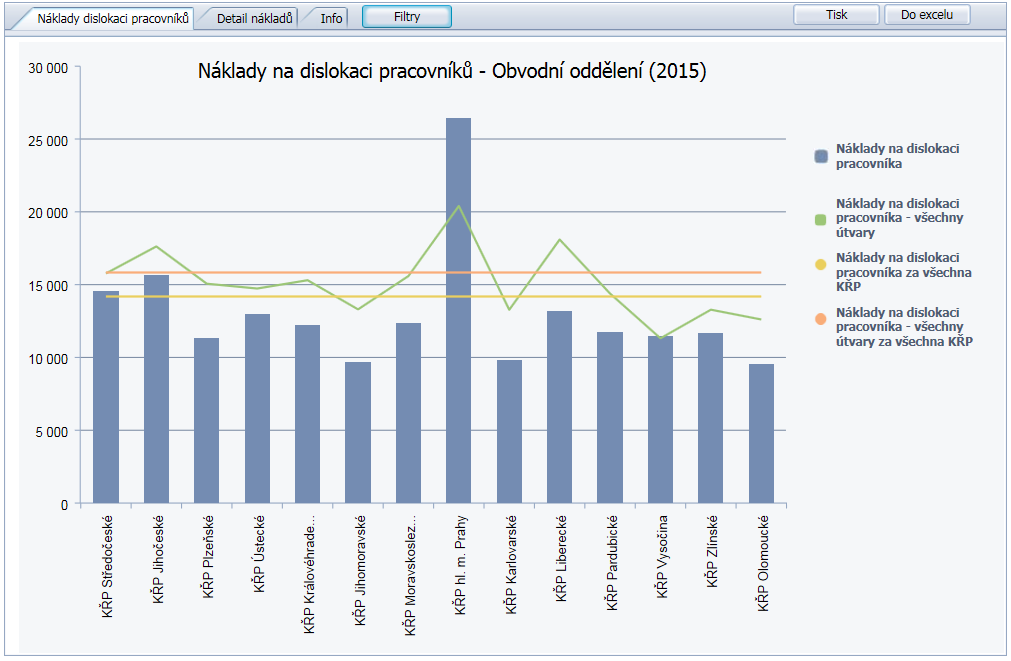 Náklady dislokaci pracovníků
Detail nákladů
Info
Filtry
Tisk
Do excelu
Náklady na dislokaci pracovníků - Obvodní oddělení (2015)
30 000
25 000
20 000
15 000
10 000
5 000
0
KŘP Středočeské
KŘP Jihočeské
KŘP Plzeňské
KŘP Ústecké
KŘP Královéhrade...
KŘP Jihomoravské
KŘP Moravskoslez...
KŘP hl. m. Prahy
KŘP Karlovarské
KŘP Liberecké
KŘP Pardubické
KŘP Vysočina
KŘP Zlínské
KŘP Olomoucké
Náklady na dislokaci
pracovníka
Náklady na dislokaci
pracovníka - všechny
útvary
Náklady na dislokaci
pracovníka za všechna
KŘP
Náklady na dislokaci
pracovníka - všechny
útvary za všechna KŘP